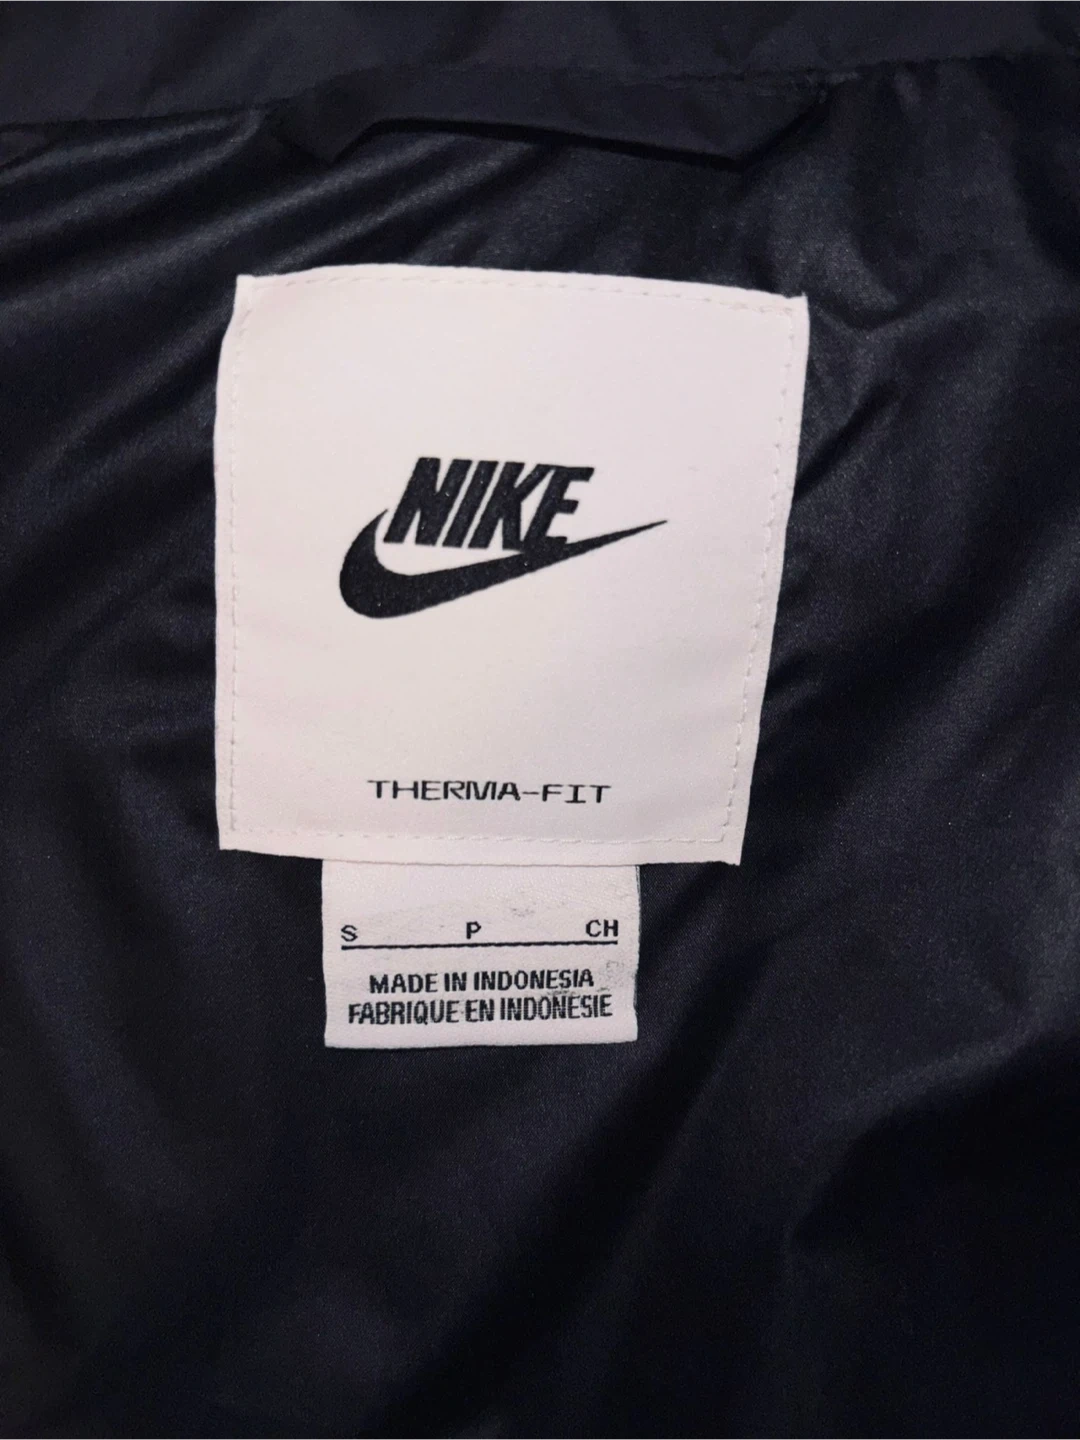 NIKE
THERMA-FIT
S P CH
MADE IN INDONESIA
FABRIQUE EN INDONESIE